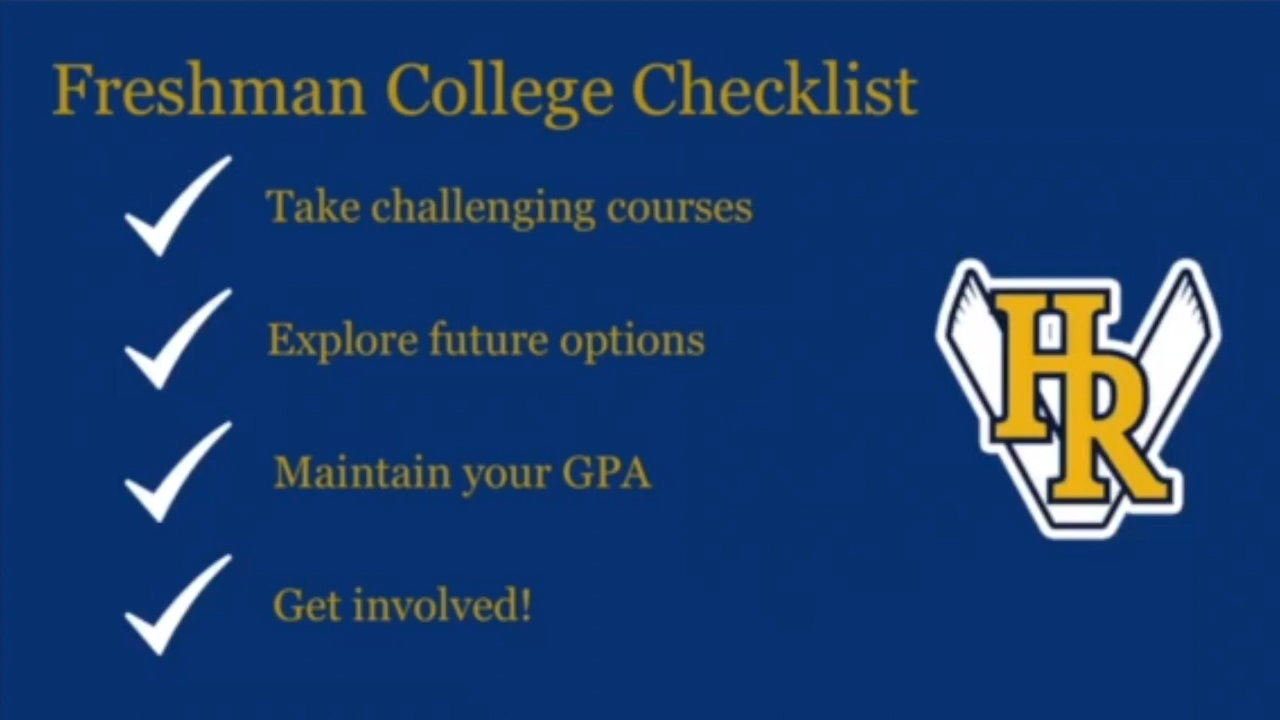 Freshman College Checklist
Take challenging courses
Explore future options
Maintain your GPA
Get involved!
HR